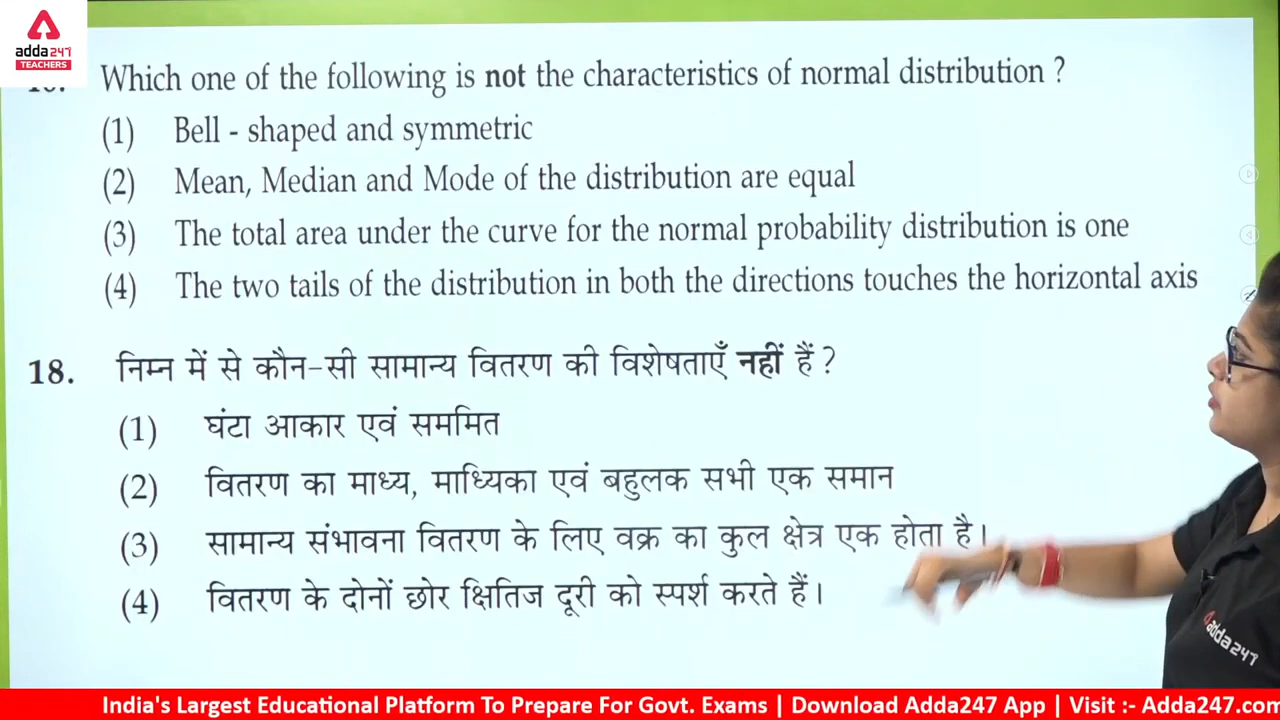 adda247
TEACHERS
Which one of the following is not the characteristics of normal distribution ?
(1) Bell - shaped and symmetric
(2) Mean, Median and Mode of the distribution are equal
(3) The total area under the curve for the normal probability distribution is one
(4) The two tails of the distribution in both the directions touches the horizontal axis
18. निम्न में से कौन-सी सामान्य वितरण की विशेषताएँ नहीं हैं ?
(1) घंटा आकार एवं सममित
(2) वितरण का माध्य, माध्यिका एवं बहुलक सभी एक समान
(3) सामान्य संभावना वितरण के लिए वक्र का कुल क्षेत्र एक होता है।
(4) वितरण के दोनों छोर क्षितिज दूरी को स्पर्श करते हैं।
adda247
India's Largest Educational Platform To Prepare For Govt. Exams | Download Adda247 App | Visit :- Adda247.com